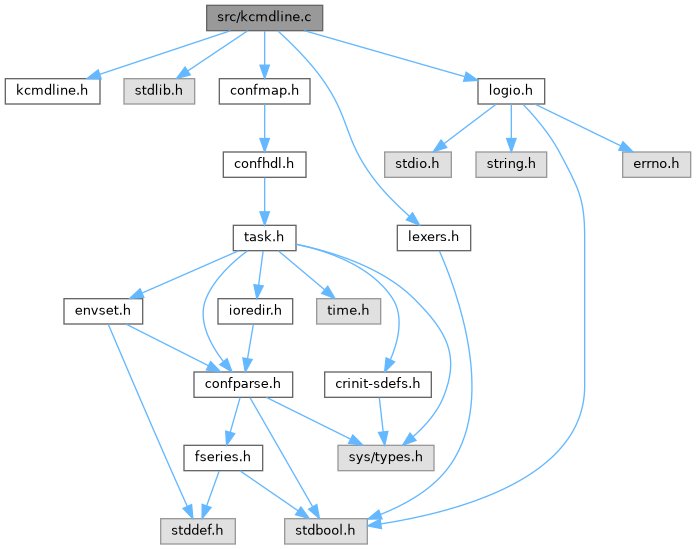 src/kcmdline.c
kcmdline.h
stdlib.h
confmap.h
logio.h
confhdl.h
stdio.h
string.h
errno.h
task.h
lexers.h
envset.h
ioredir.h
time.h
confparse.h
crinit-sdefs.h
fseries.h
sys/types.h
stddef.h
stdbool.h